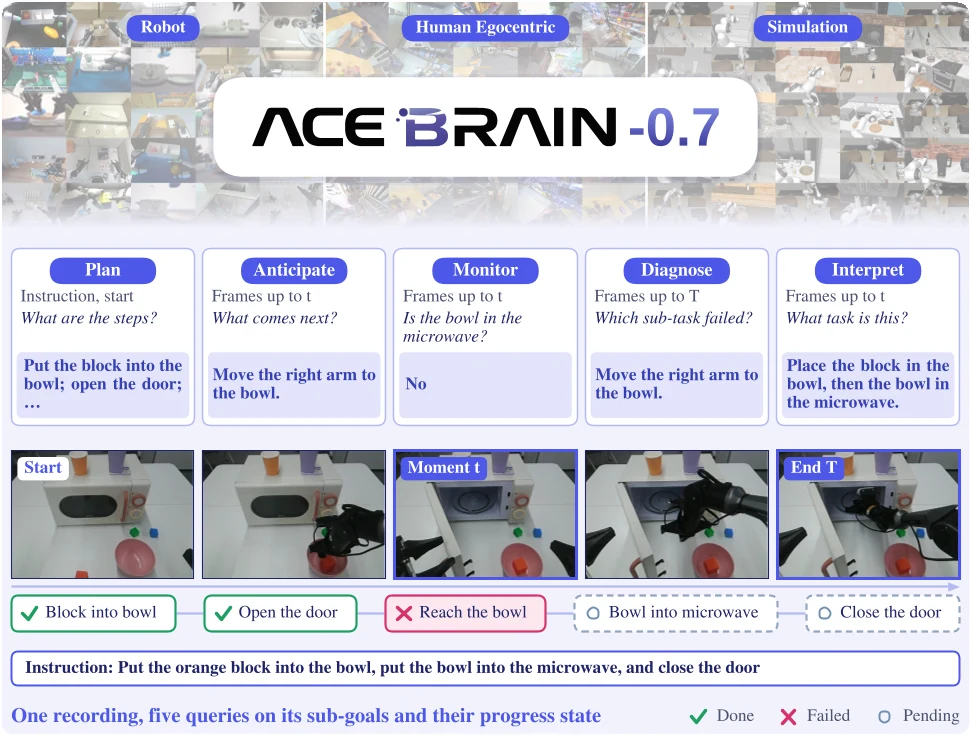 Robot
Human Egocentric
Simulation
ACE BRAIN -0.7
Plan
Instruction, start
What are the steps?
Put the block into the
bowl; open the door;
…
Anticipate
Frames up to t
What comes next?
Move the right arm to
the bowl.
Monitor
Frames up to t
Is the bowl in the
microwave?
No
Diagnose
Frames up to T
Which sub-task failed?
Move the right arm to
the bowl.
Interpret
Frames up to t
What task is this?
Place the block in the
bowl, then the bowl in
the microwave.
Start
Moment t
End T
Block into bowl
Open the door
Reach the bowl
Bowl into microwave
Close the door
Instruction: Put the orange block into the bowl, put the bowl into the microwave, and close the door
One recording, five queries on its sub-goals and their progress state
Done
Failed
Pending